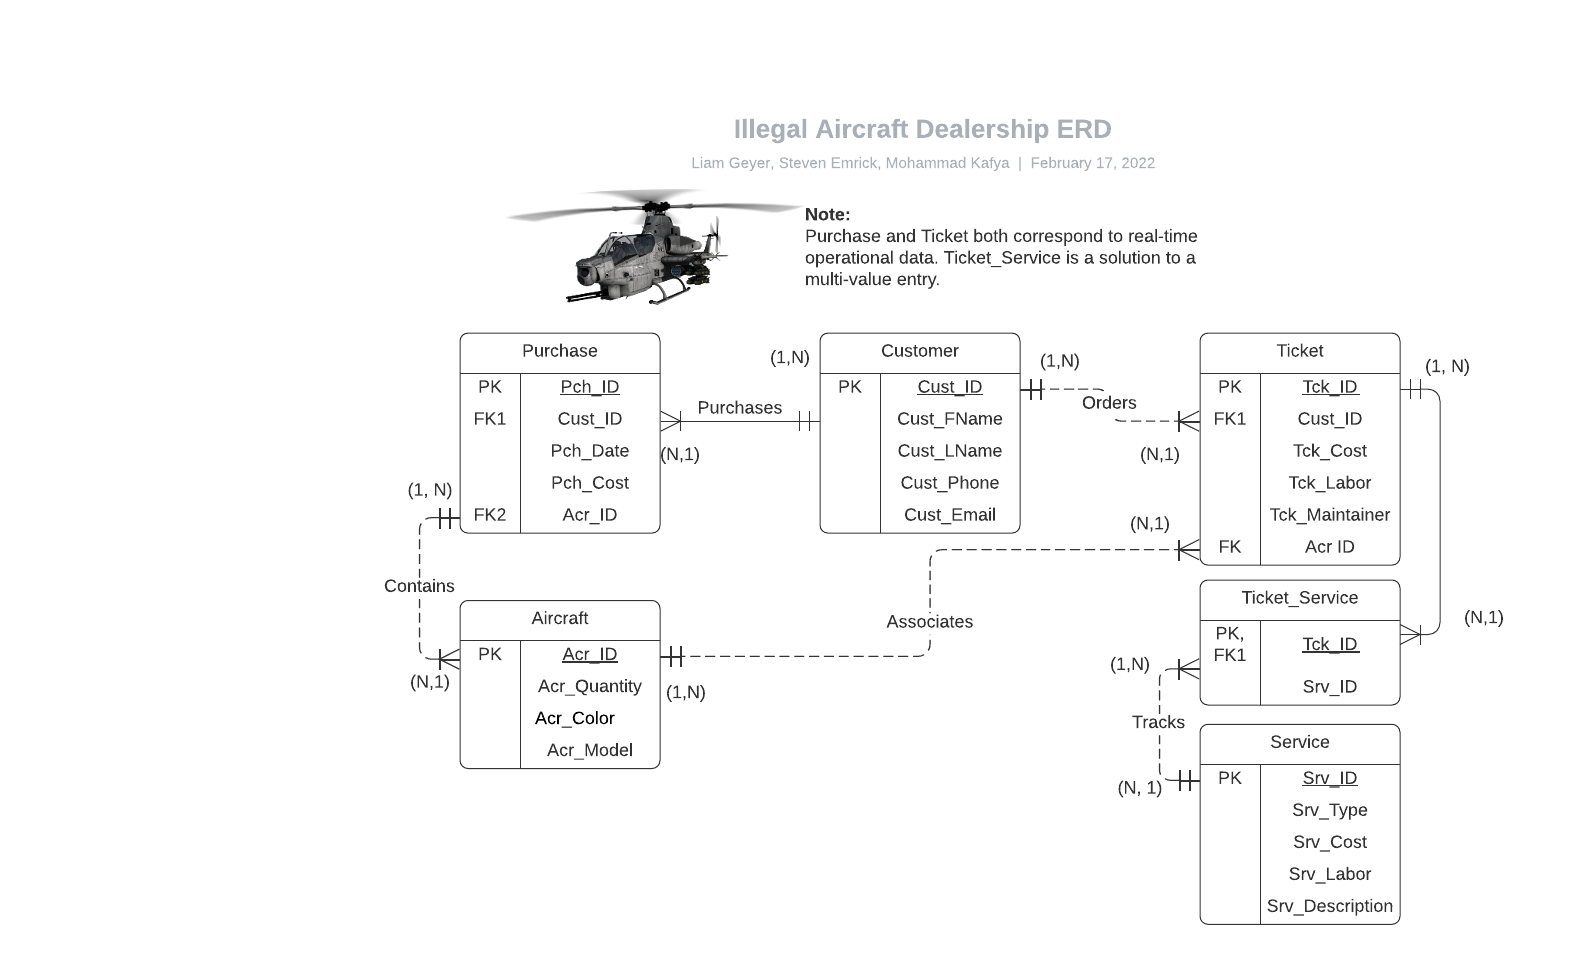 Illegal Aircraft Dealership ERD
Liam Geyer, Steven Emrick, Mohammad Kafya | February 17, 2022
Note:
Purchase and Ticket both correspond to real-time
operational data. Ticket_Service is a solution to a
multi-value entry.
Purchase
PK Pch_ID
FK1 Cust_ID
Pch_Date
Pch_Cost
FK2 Acr_ID
(1, N)
Contains
(N,1)
(N,1)
Purchases
(1,N)
Customer
PK Cust_ID
Cust_FName
Cust_LName
Cust_Phone
Cust_Email
(1,N)
Orders
(N,1)
Ticket
PK Tck_ID
FK1 Cust_ID
Tck_Cost
Tck_Labor
Tck_Maintainer
FK Acr ID
(1, N)
(N,1)
(N,1)
Associates
(1,N)
Aircraft
PK Acr_ID
Acr_Quantity
Acr_Color
Acr_Model
Ticket_Service
PK,
FK1 Tck_ID
Srv_ID
(1,N)
Tracks
(N, 1)
Service
PK Srv_ID
Srv_Type
Srv_Cost
Srv_Labor
Srv_Description